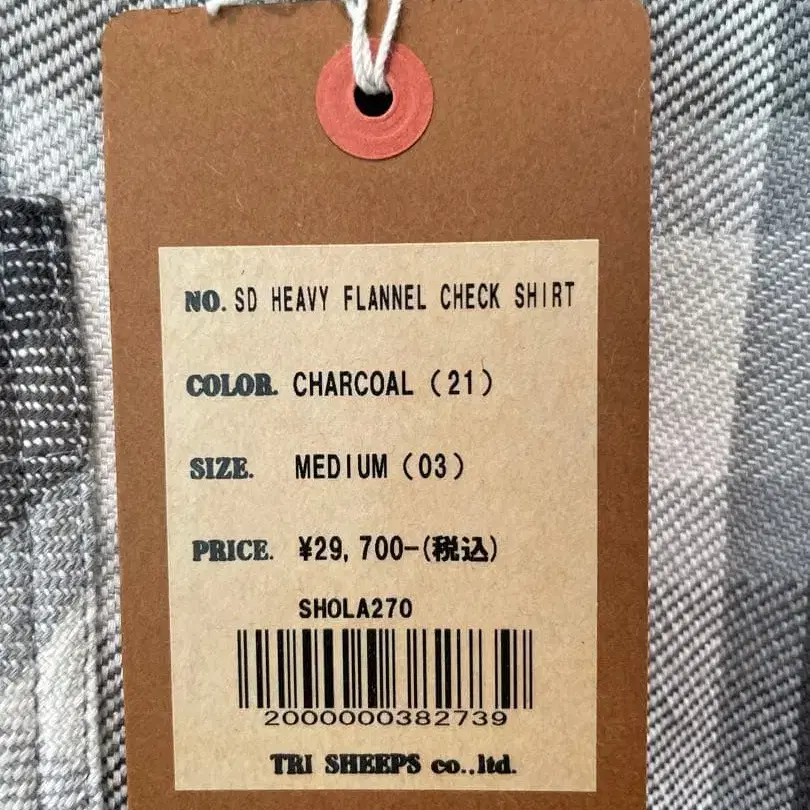 NO. SD HEAVY FLANNEL CHECK SHIRT
COLOR. CHARCOAL (21)
SIZE. MEDIUM (03)
PRICE. ¥29,700-(税込)
SHOLA270
2000000382739
TRI SHEEPS co.,ltd.